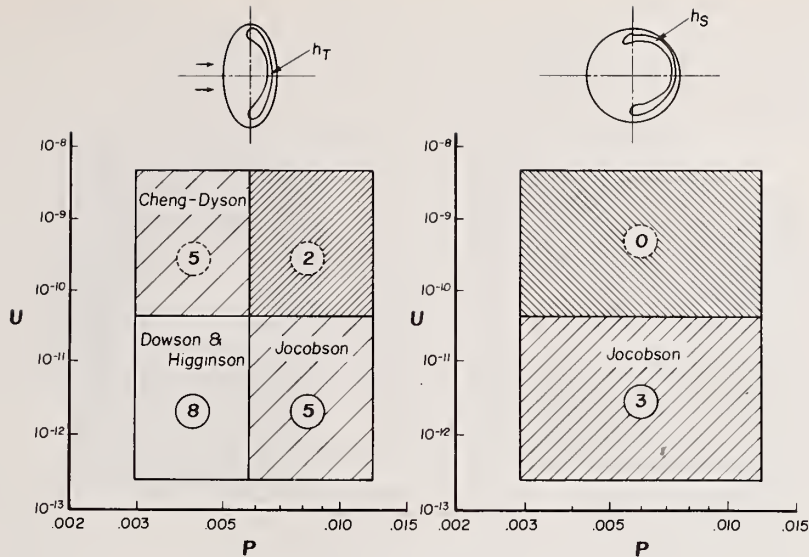 h_T
h_S
10^-8
10^-9
10^-10
U
10^-11
10^-12
10^-13
Cheng-Dyson
5
2
Dowson &
Higginson
8
Jocobson
5
.002
.003
.005
.010
.015
P
10^-8
10^-9
10^-10
U
10^-11
10^-12
10^-13
0
Jocobson
3
.002
.003
.005
.010
.015
P